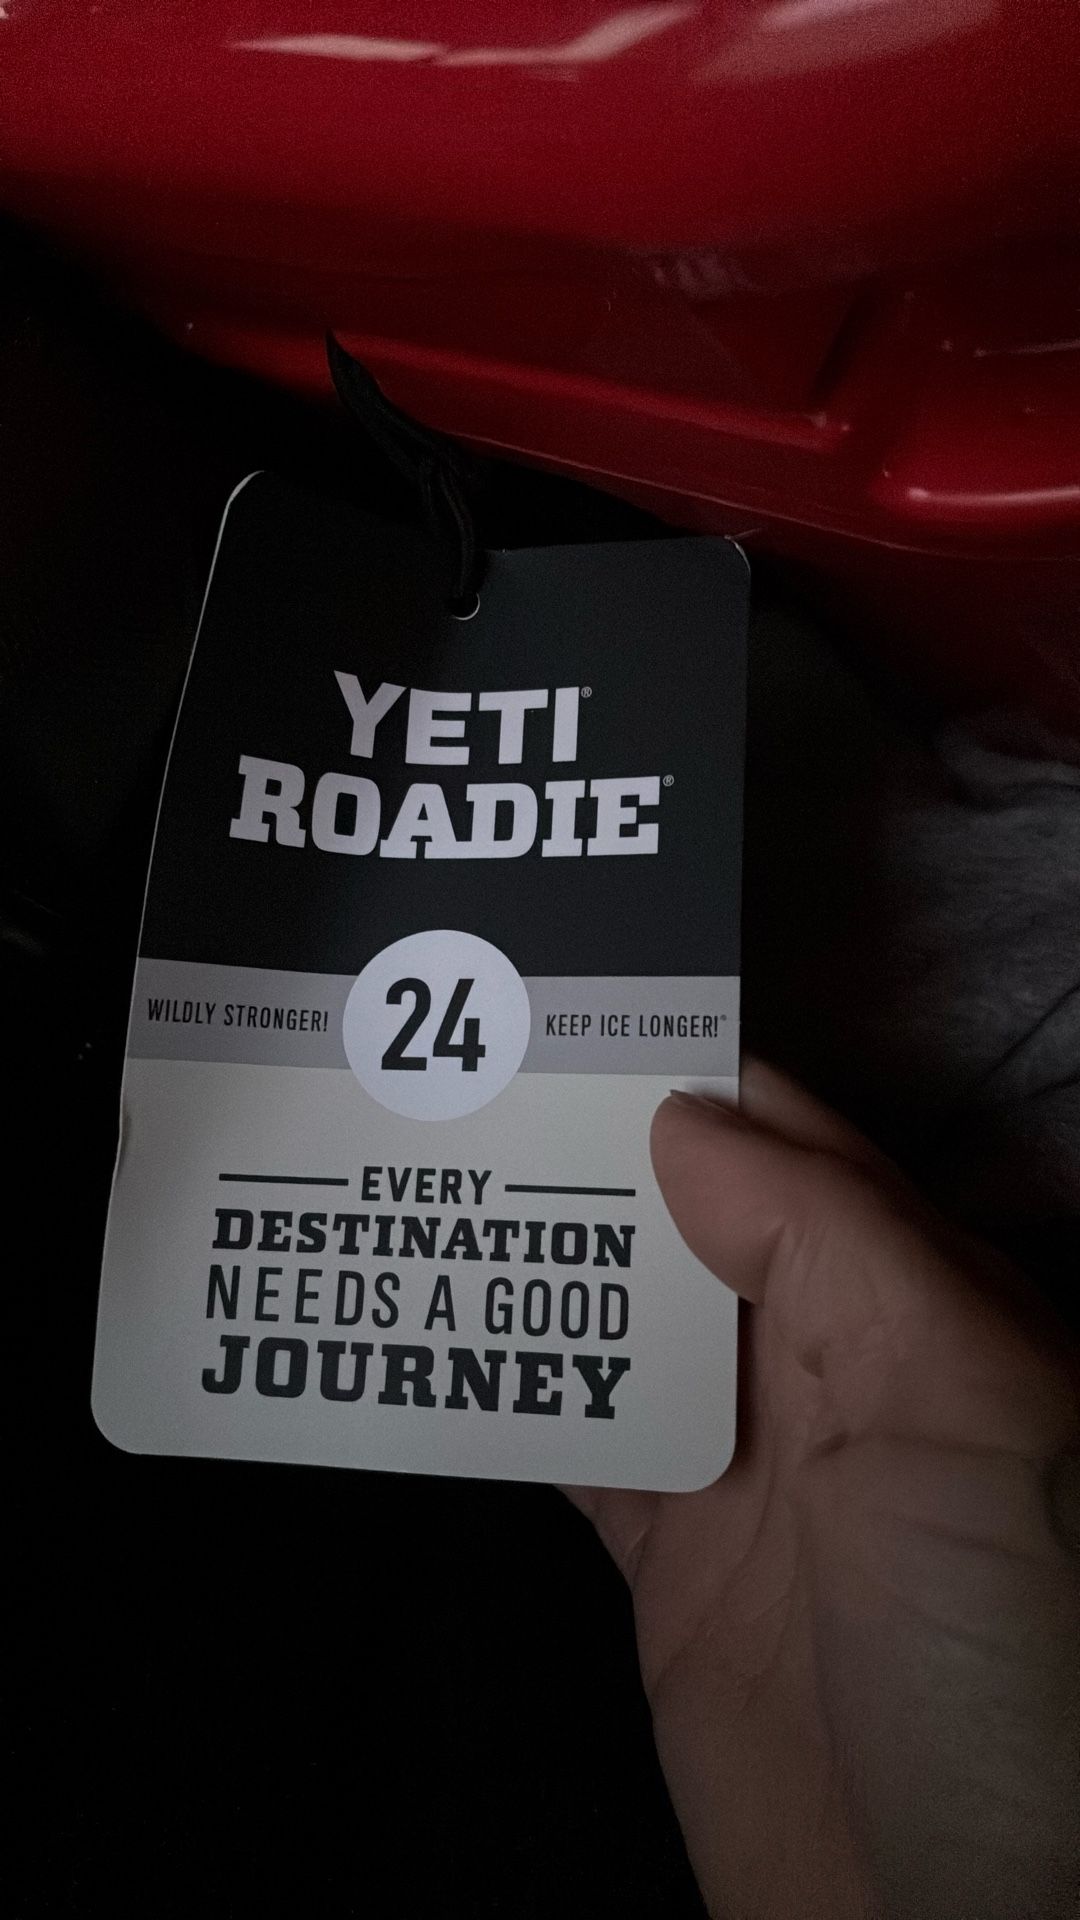 YETI®
ROADIE®
WILDLY STRONGER! 24 KEEP ICE LONGER!®
EVERY
DESTINATION
NEEDS A GOOD
JOURNEY